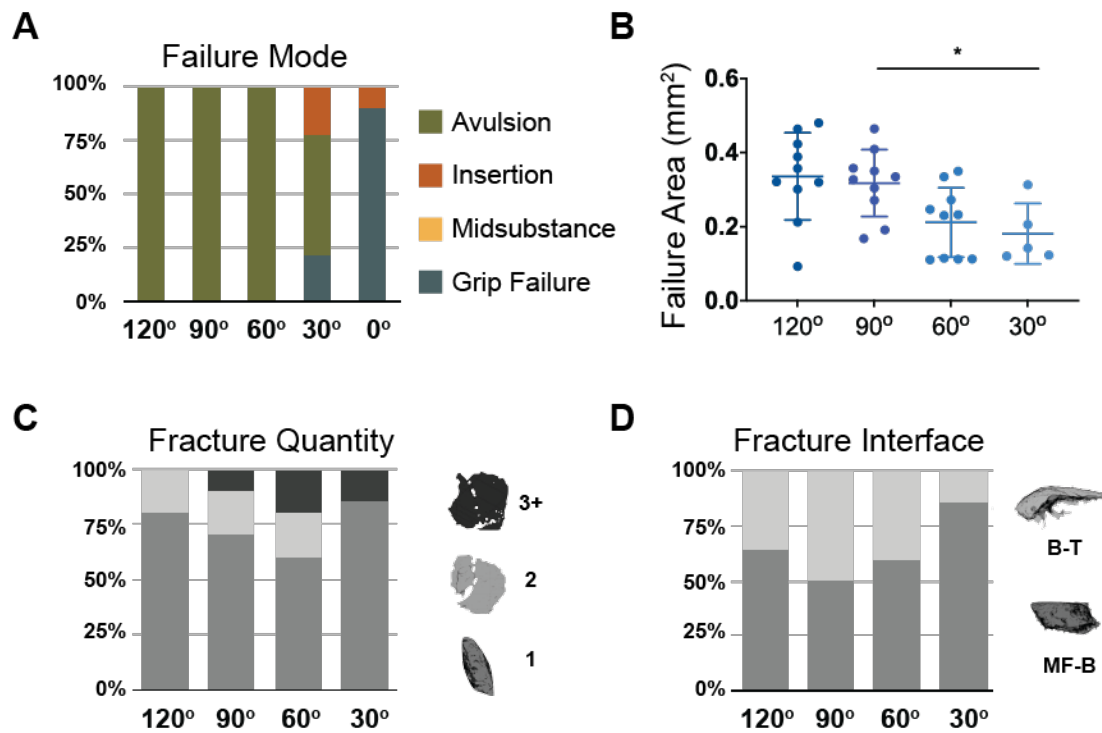 A
Failure Mode
100%
75%
50%
25%
0%
120º 90º 60º 30º 0º
Avulsion
Insertion
Midsubstance
Grip Failure
B
*
Failure Area (mm²)
0.6
0.4
0.2
0.0
120º 90º 60º 30º
C
Fracture Quantity
100%
75%
50%
25%
0%
120º 90º 60º 30º
3+
2
1
D
Fracture Interface
100%
75%
50%
25%
0%
120º 90º 60º 30º
B-T
MF-B